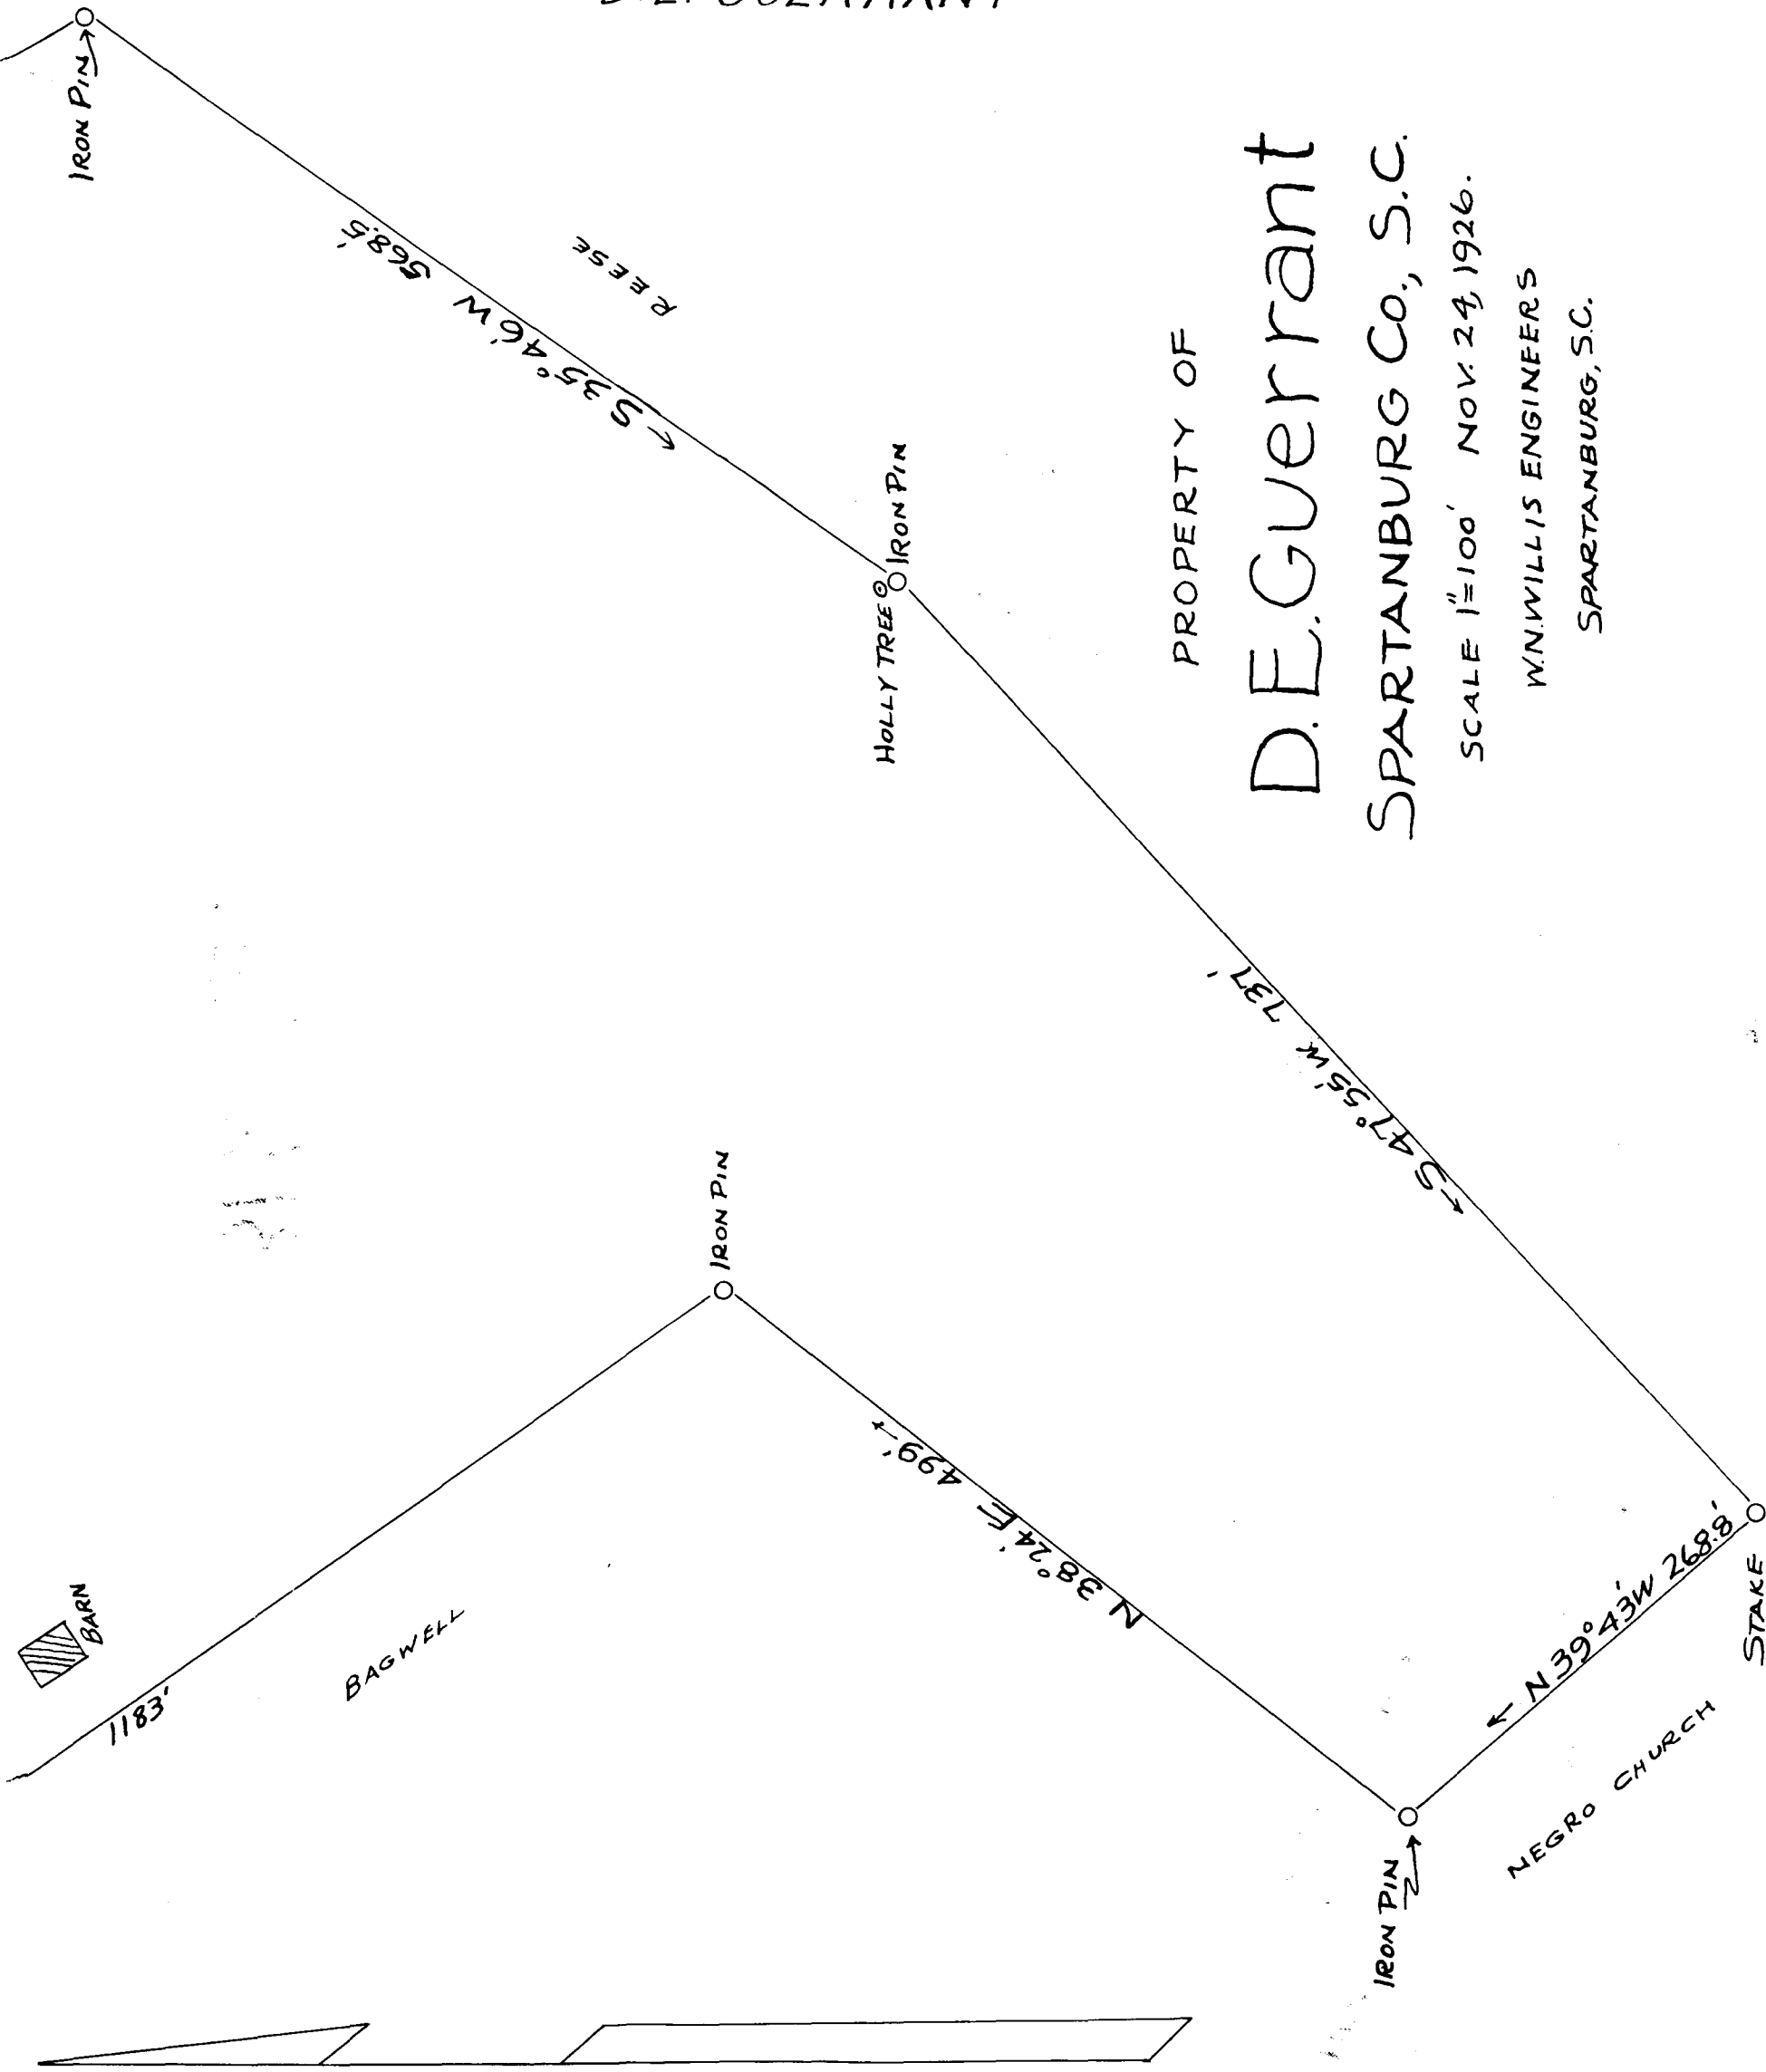 IRON PIN
S 35° 46' W 568.5'
REESE
HOLLY TREE
IRON PIN
PROPERTY OF
D.E.Guerrant
SPARTANBURG Co., S.C.
SCALE 1"=100' NOV. 24, 1926.
W.N.WILLIS ENGINEERS
SPARTANBURG, S.C.
S 47° 55' W 737'
IRON PIN
N 38° 24' E 499'
BARN
1183'
BAGWELL
N 39° 43' W 268.8'
STAKE
IRON PIN
NEGRO CHURCH